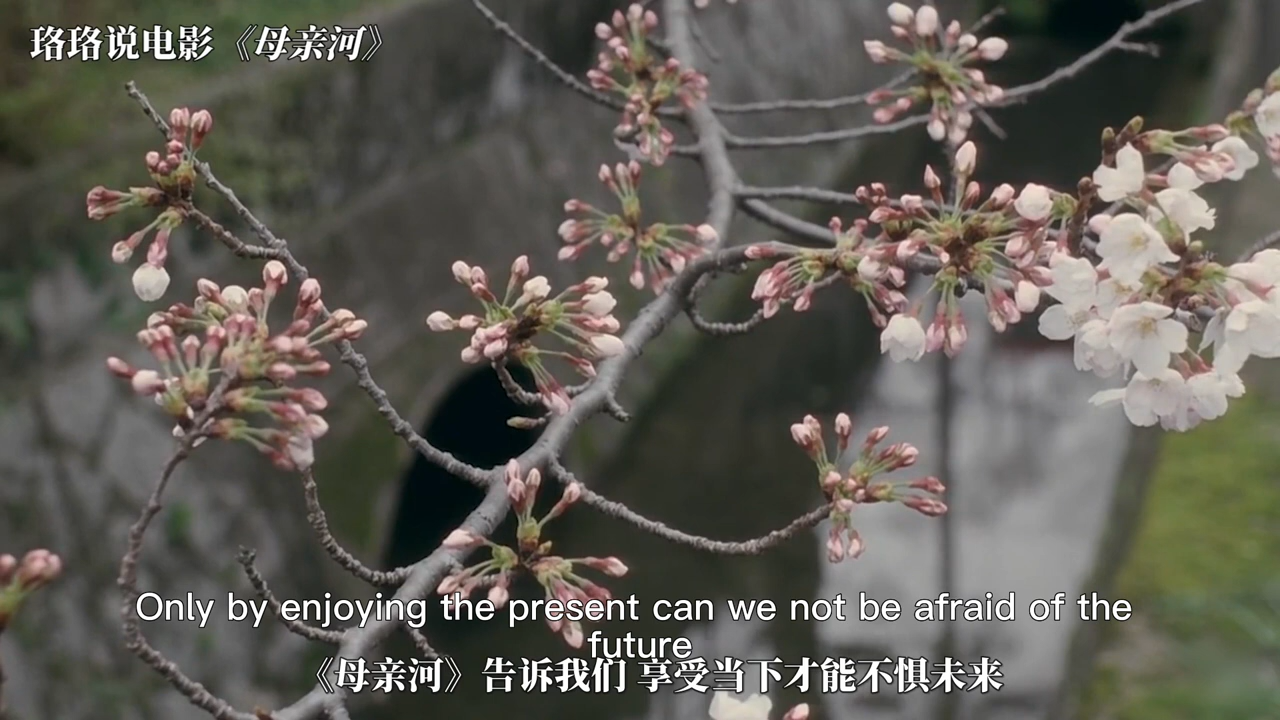 珞珞说电影《母亲河》
Only by enjoying the present can we not be afraid of the
future
《母亲河》告诉我们 享受当下才能不惧未来